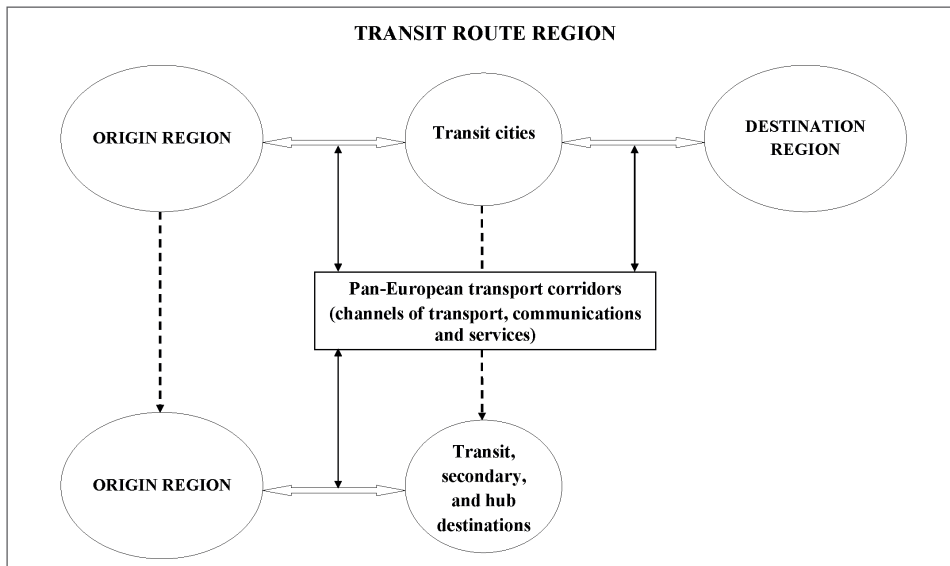 TRANSIT ROUTE REGION
ORIGIN REGION
Transit cities
DESTINATION
REGION
Pan-European transport corridors
(channels of transport, communications
and services)
ORIGIN REGION
Transit,
secondary,
and hub
destinations